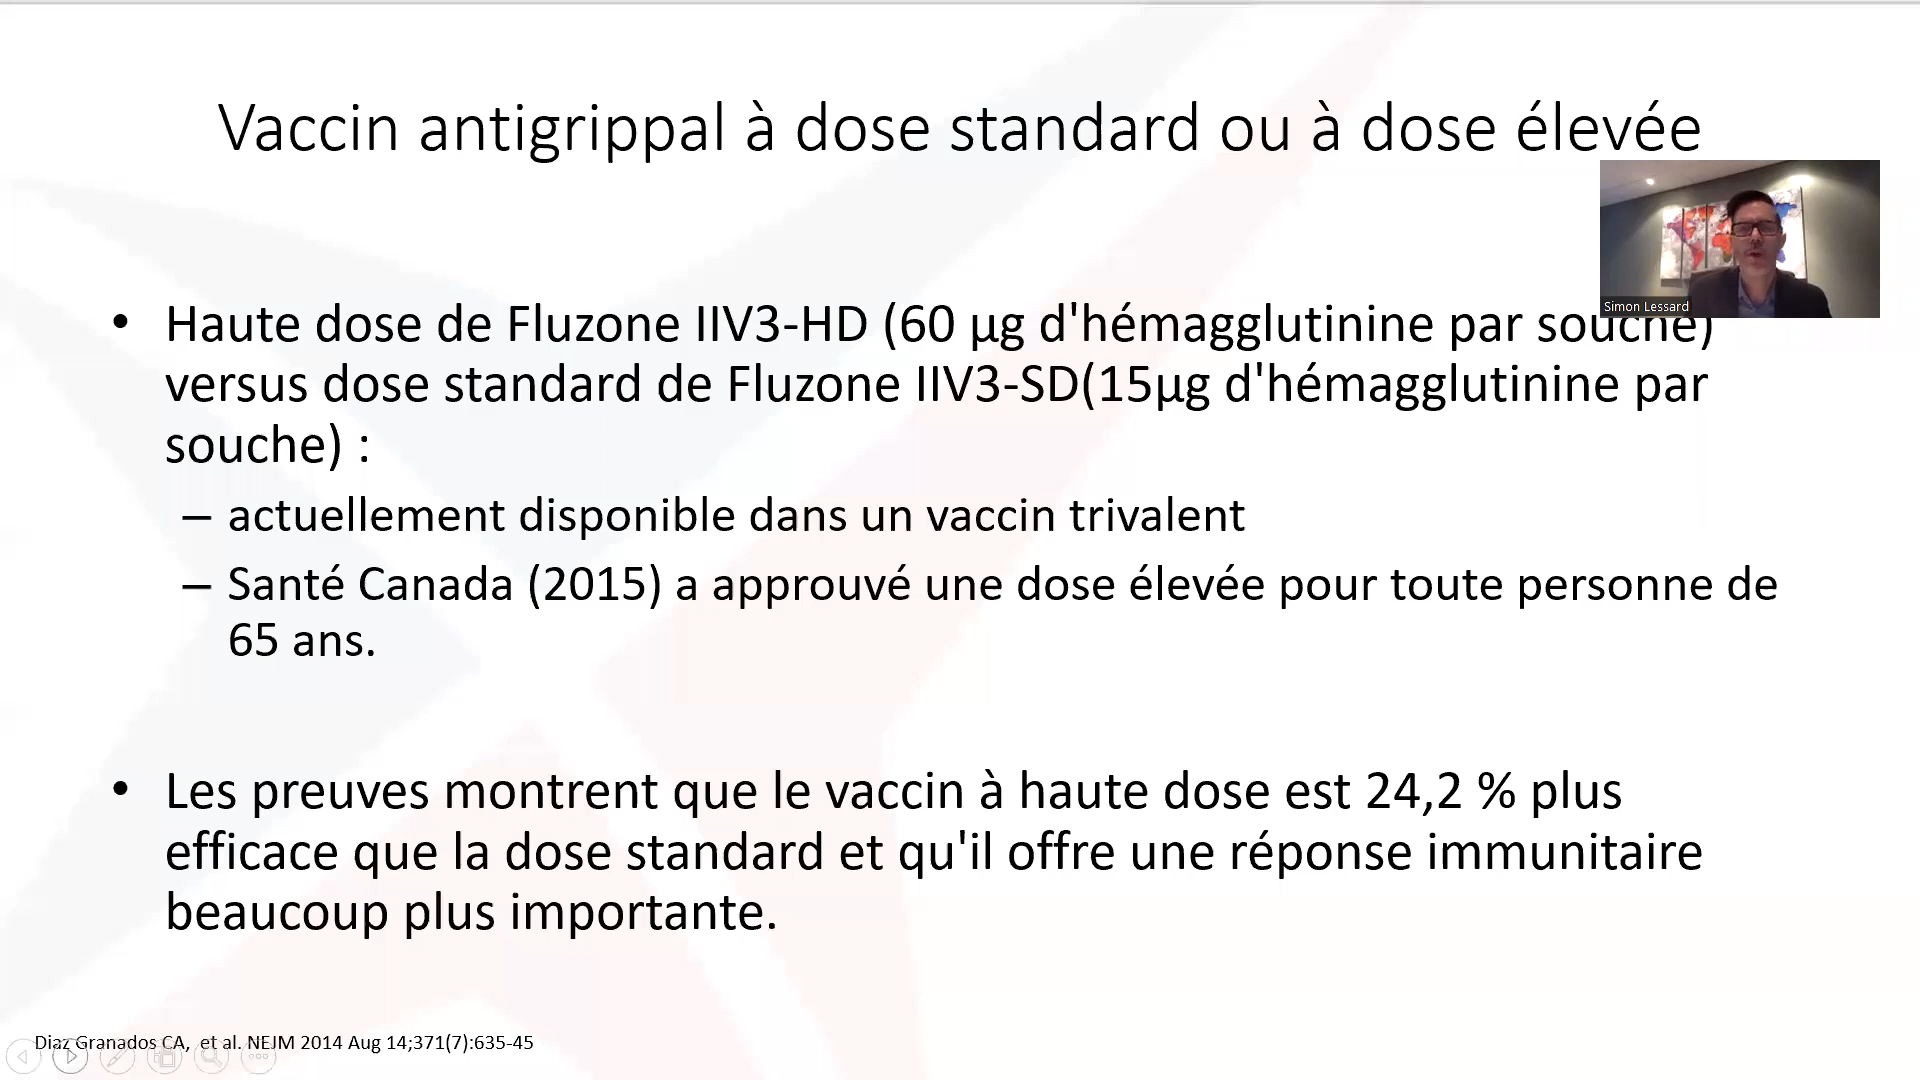 Vaccin antigrippal à dose standard ou à dose élevée
Simon Lessard
• Haute dose de Fluzone IIV3-HD (60 µg d'hémagglutinine par souche)
versus dose standard de Fluzone IIV3-SD(15µg d'hémagglutinine par
souche) :
– actuellement disponible dans un vaccin trivalent
– Santé Canada (2015) a approuvé une dose élevée pour toute personne de
65 ans.
• Les preuves montrent que le vaccin à haute dose est 24,2 % plus
efficace que la dose standard et qu'il offre une réponse immunitaire
beaucoup plus importante.
Diaz Granados CA, et al. NEJM 2014 Aug 14;371(7):635-45